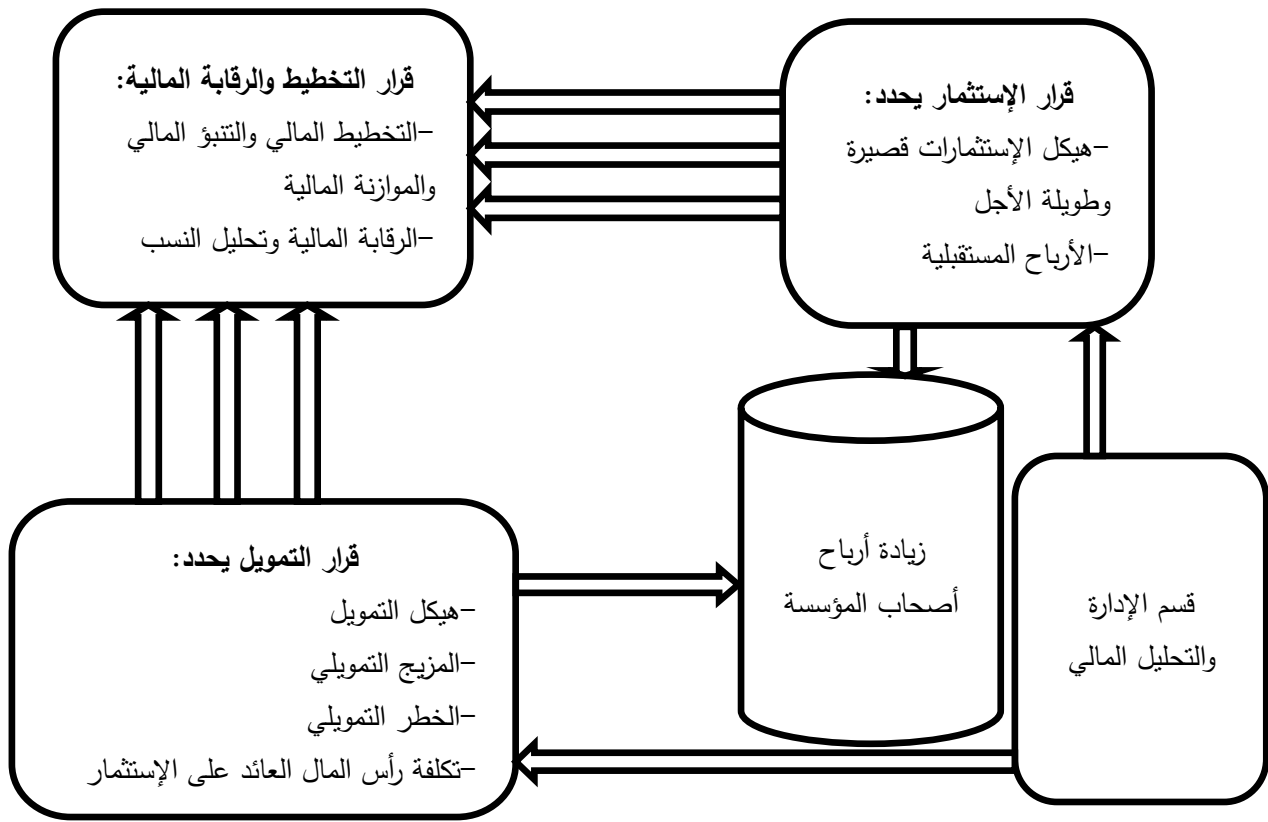 قرار الإستثمار يحدد:
-هيكل الإستثمارات قصيرة
وطويلة الأجل
-الأرباح المستقبلية
قرار التخطيط والرقابة المالية:
-التخطيط المالي والتنبؤ المالي
والموازنة المالية
-الرقابة المالية وتحليل النسب
قسم الإدارة
والتحليل المالي
زيادة أرباح
أصحاب المؤسسة
قرار التمويل يحدد:
-هيكل التمويل
-المزيج التمويلي
-الخطر التمويلي
-تكلفة رأس المال العائد على الإستثمار